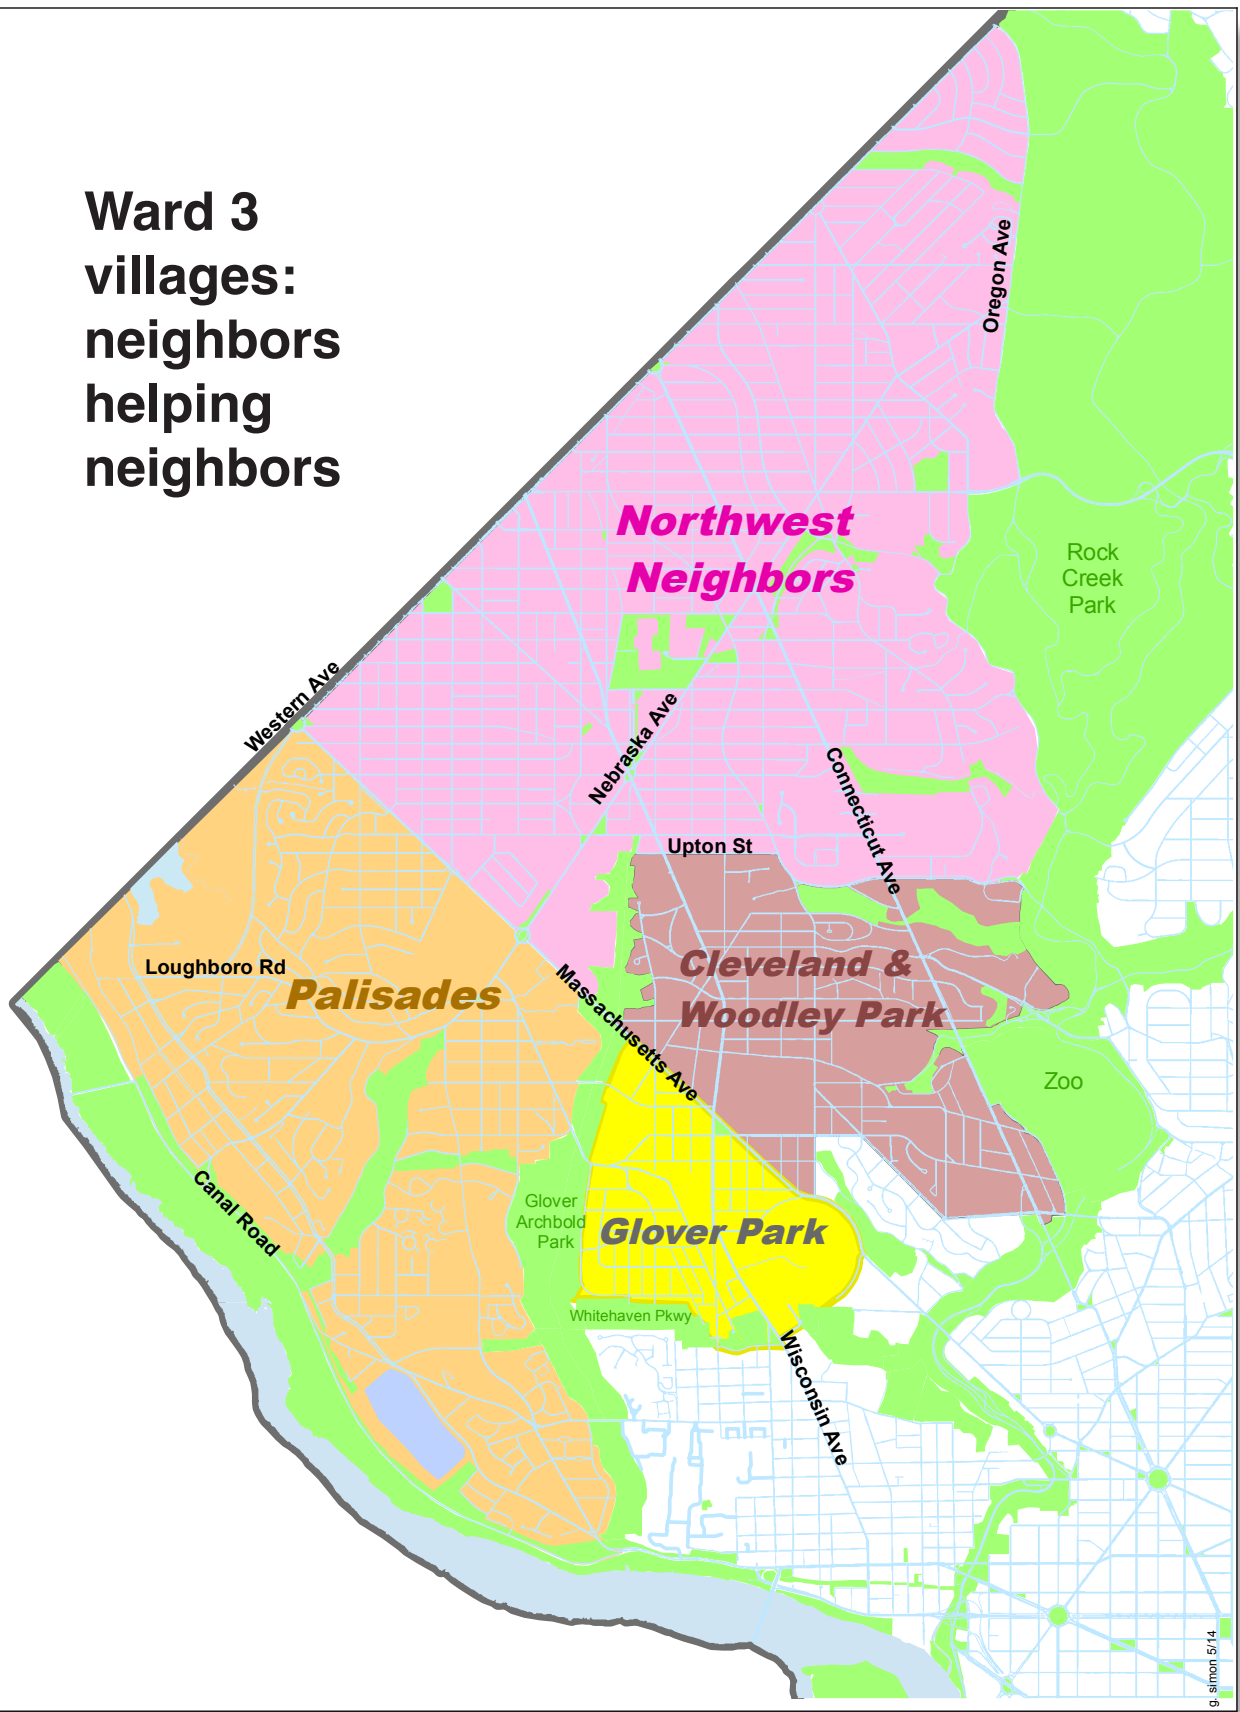 Ward 3
villages:
neighbors
helping
neighbors
Oregon Ave
Northwest
Neighbors
Rock
Creek
Park
Western Ave
Nebraska Ave
Connecticut Ave
Upton St
Loughboro Rd
Palisades
Massachusetts Ave
Cleveland &
Woodley Park
Zoo
Canal Road
Glover
Archbold
Park
Glover Park
Whitehaven Pkwy
Wisconsin Ave
g. simon 5/14